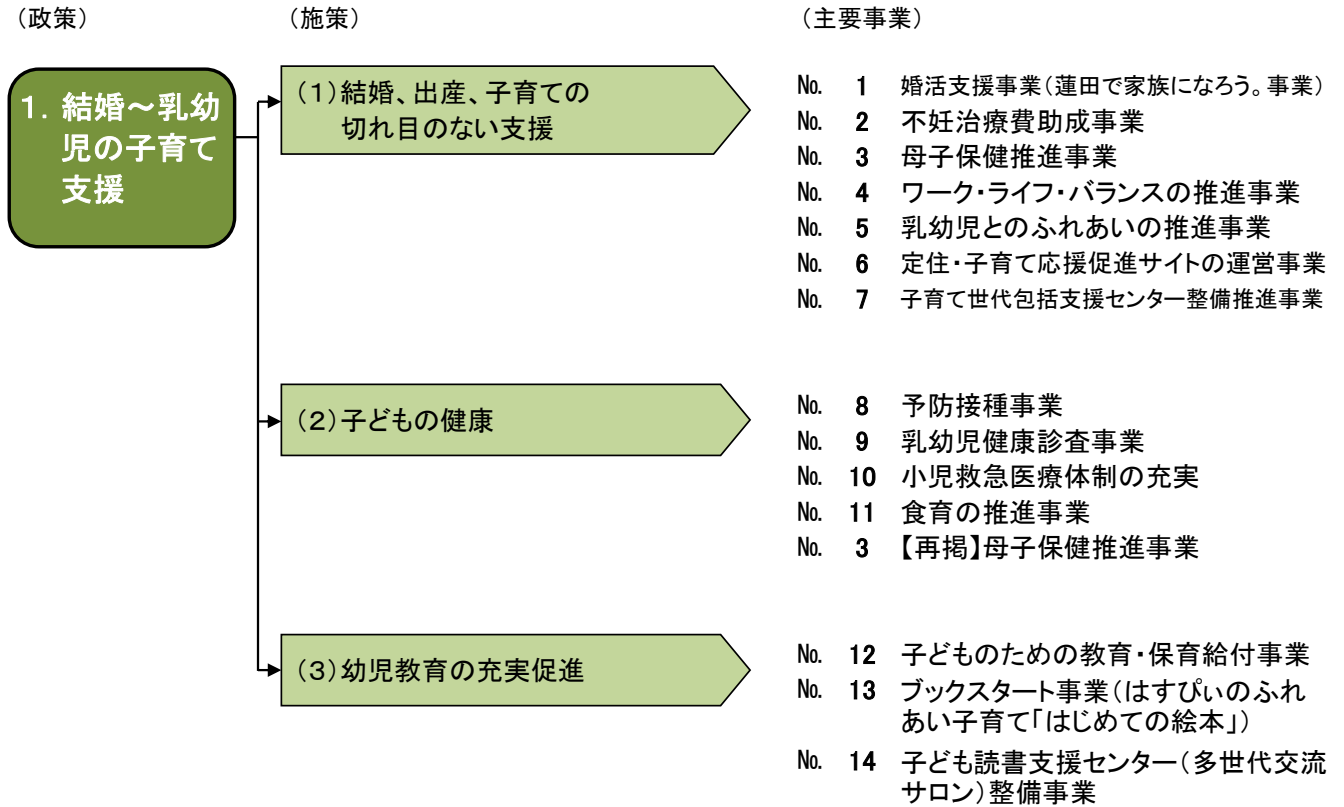 （政策）
（施策）
（主要事業）
1．結婚～乳幼
児の子育て
支援
（1）結婚、出産、子育ての
切れ目のない支援
№ 1 婚活支援事業（蓮田で家族になろう。事業）
№ 2 不妊治療費助成事業
№ 3 母子保健推進事業
№ 4 ワーク・ライフ・バランスの推進事業
№ 5 乳幼児とのふれあいの推進事業
№ 6 定住・子育て応援促進サイトの運営事業
№ 7 子育て世代包括支援センター整備推進事業
（2）子どもの健康
№ 8 予防接種事業
№ 9 乳幼児健康診査事業
№ 10 小児救急医療体制の充実
№ 11 食育の推進事業
№ 3 【再掲】母子保健推進事業
（3）幼児教育の充実促進
№ 12 子どものための教育・保育給付事業
№ 13 ブックスタート事業（はすぴぃのふれ
あい子育て「はじめての絵本」）
№ 14 子ども読書支援センター（多世代交流
サロン）整備事業